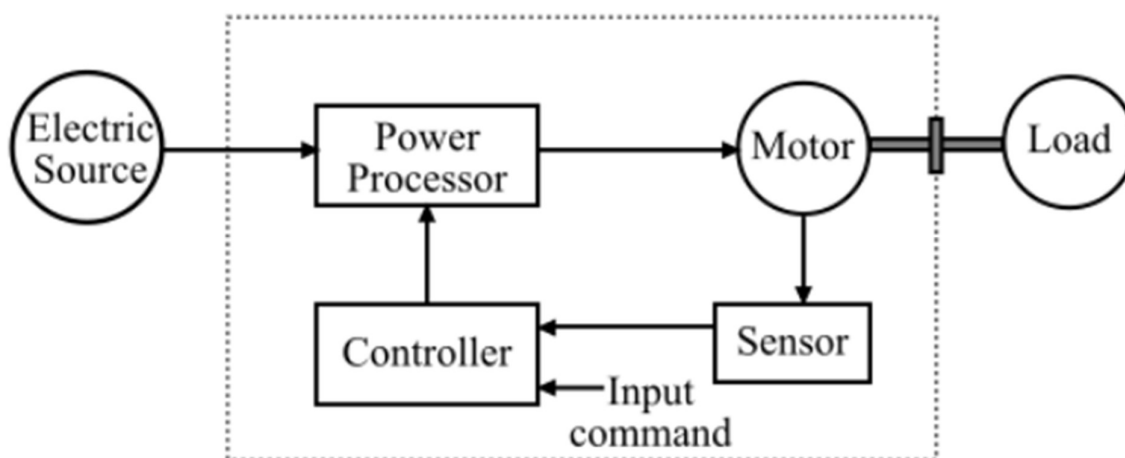 Electric
Source
Power
Processor
Motor
Load
Controller
Sensor
Input
command